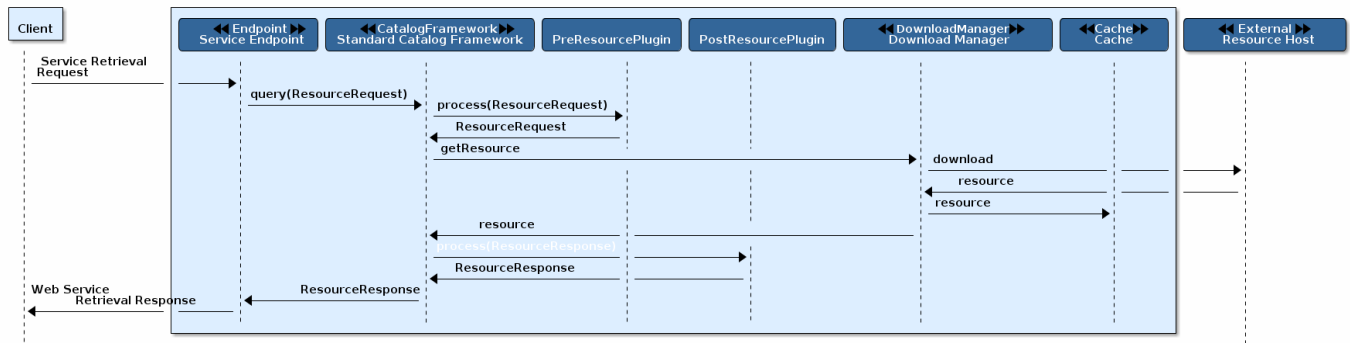 Client
Endpoint
Service Endpoint
CatalogFramework
Standard Catalog Framework
PreResourcePlugin
PostResourcePlugin
DownloadManager
Download Manager
Cache
Cache
External
Resource Host
Service Retrieval
Request
query(ResourceRequest)
process(ResourceRequest)
ResourceRequest
getResource
download
resource
resource
resource
process(ResourceResponse)
ResourceResponse
ResourceResponse
Web Service
Retrieval Response